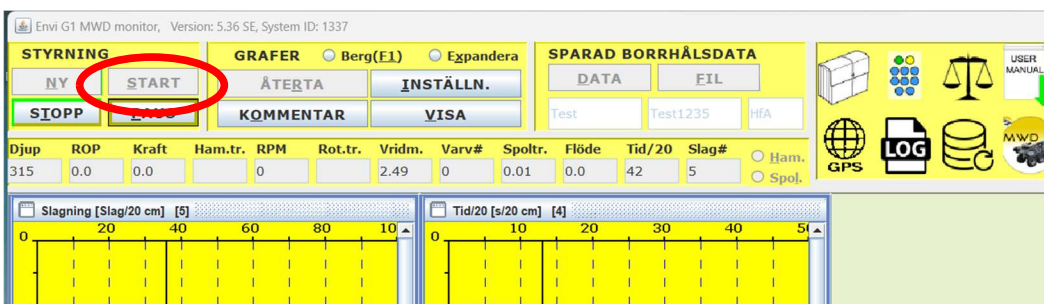 Envi G1 MWD monitor, Version: 5.36 SE, System ID: 1337
STYRNING
NY START
STOPP PAUS
GRAFER Berg(F1) Expandera
ÅTERTA INSTÄLLN.
KOMMENTAR VISA
SPARAD BORRHÅLSDATA
DATA FIL
Test Test1235 HfA
USER MANUAL
GPS LOG MWD
Djup ROP Kraft Ham.tr. RPM Rot.tr. Vridm. Varv# Spoltr. Flöde Tid/20 Slag# Ham.
315 0.0 0.0 0 2.49 0 0.01 0.0 42 5 Spol.
Slagning [Slag/20 cm] [5]
0 20 40 60 80 10
Tid/20 [s/20 cm] [4]
0 10 20 30 40 5